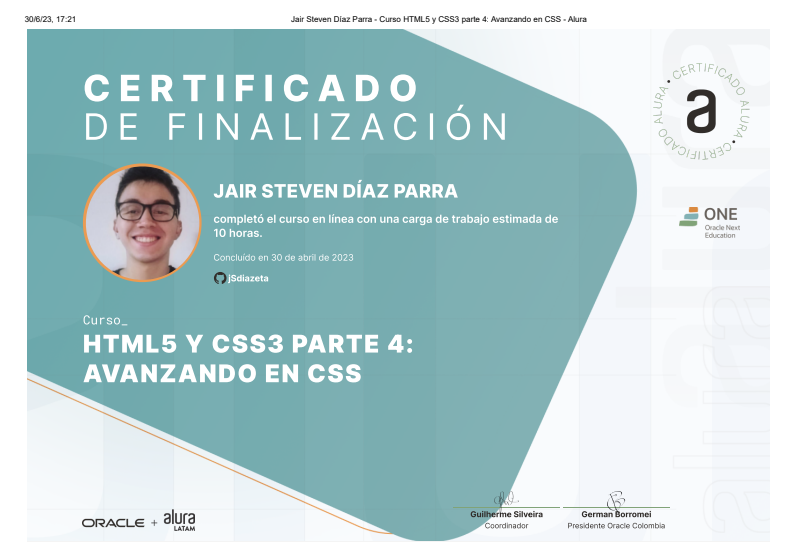 30/6/23, 17:21
Jair Steven Díaz Parra - Curso HTML5 y CSS3 parte 4: Avanzando en CSS - Alura
CERTIFICADO
DE FINALIZACIÓN
CERTIFICADO ALURA • CERTIFICADO ALURA •
a
JAIR STEVEN DÍAZ PARRA
completó el curso en línea con una carga de trabajo estimada de
10 horas.
Concluído en 30 de abril de 2023
jSdiazeta
ONE
Oracle Next
Education
Curso_
HTML5 Y CSS3 PARTE 4:
AVANZANDO EN CSS
alura
ORACLE + alura
LATAM
Guilherme Silveira
Coordinador
German Borromei
Presidente Oracle Colombia